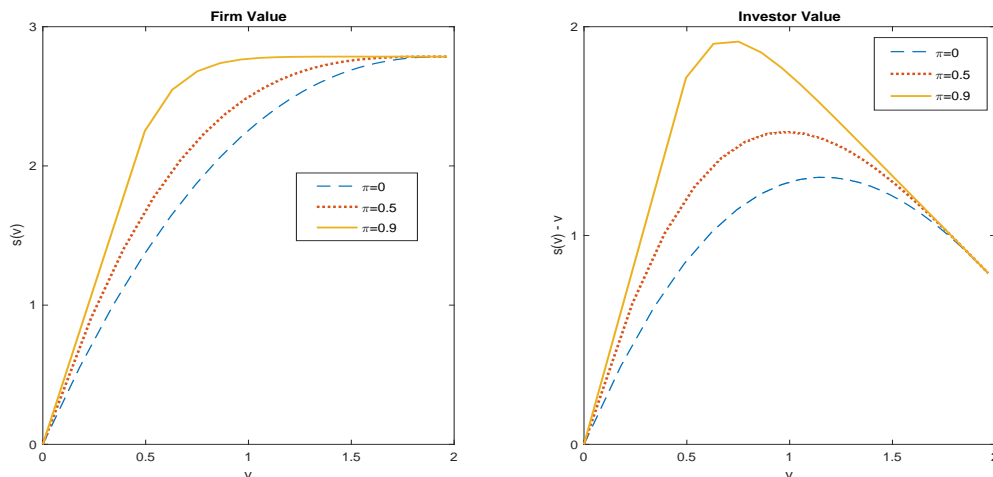 Firm Value
3
2
1
0
s(v)
π=0
π=0.5
π=0.9
0
0.5
1
1.5
2
v
Investor Value
2
1
0
s(v) - v
π=0
π=0.5
π=0.9
0
0.5
1
1.5
2
v